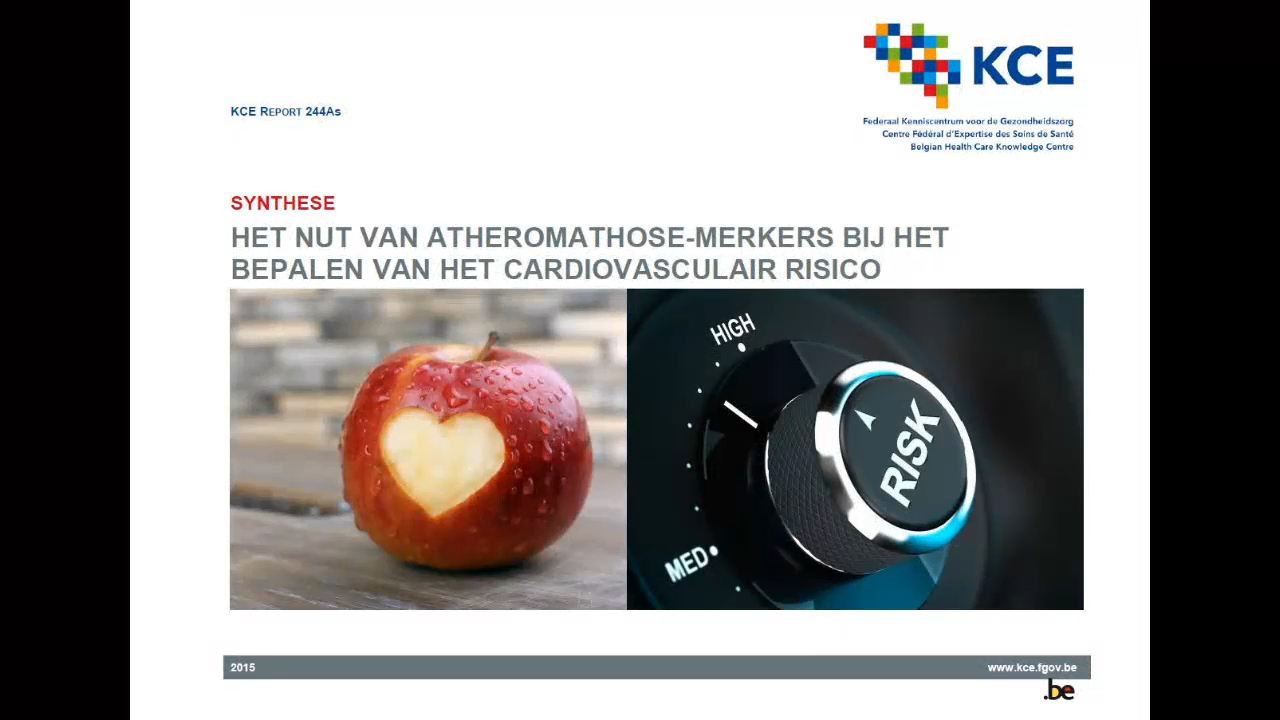 KCE
KCE REPORT 244As
Federaal Kenniscentrum voor de Gezondheidszorg
Centre Fédéral d'Expertise des Soins de Santé
Belgian Health Care Knowledge Centre
SYNTHESE
HET NUT VAN ATHEROMATHOSE-MERKERS BIJ HET
BEPALEN VAN HET CARDIOVASCULAIR RISICO
HIGH
RISK
MED
2015
www.kce.fgov.be
.be